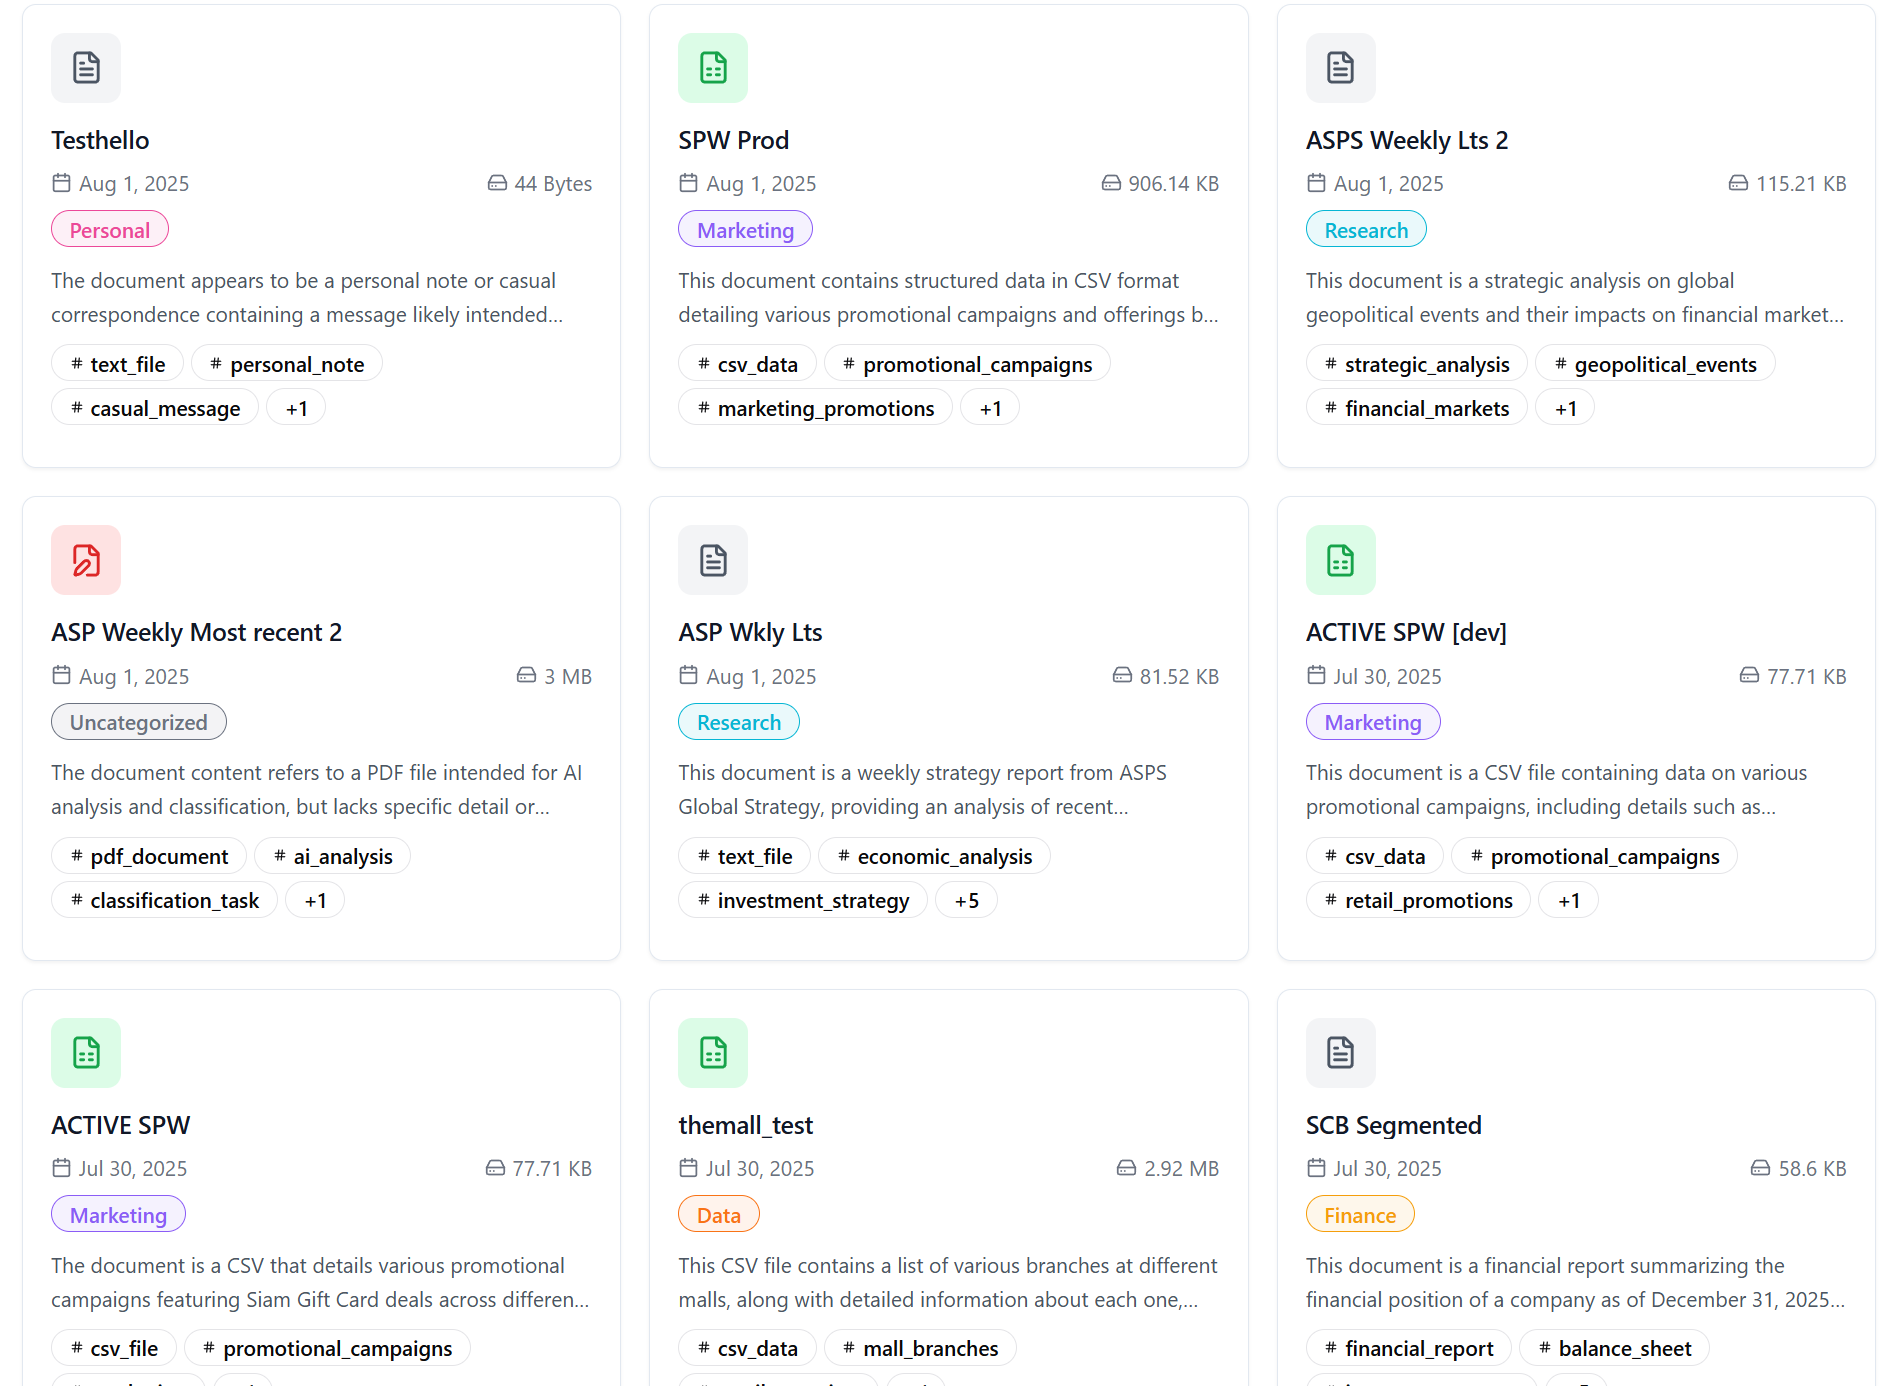 Testhello
Aug 1, 2025 44 Bytes
Personal
The document appears to be a personal note or casual
correspondence containing a message likely intended...
# text_file # personal_note
# casual_message +1
SPW Prod
Aug 1, 2025 906.14 KB
Marketing
This document contains structured data in CSV format
detailing various promotional campaigns and offerings b...
# csv_data # promotional_campaigns
# marketing_promotions +1
ASPS Weekly Lts 2
Aug 1, 2025 115.21 KB
Research
This document is a strategic analysis on global
geopolitical events and their impacts on financial market...
# strategic_analysis # geopolitical_events
# financial_markets +1
ASP Weekly Most recent 2
Aug 1, 2025 3 MB
Uncategorized
The document content refers to a PDF file intended for AI
analysis and classification, but lacks specific detail or...
# pdf_document # ai_analysis
# classification_task +1
ASP Wkly Lts
Aug 1, 2025 81.52 KB
Research
This document is a weekly strategy report from ASPS
Global Strategy, providing an analysis of recent...
# text_file # economic_analysis
# investment_strategy +5
ACTIVE SPW [dev]
Jul 30, 2025 77.71 KB
Marketing
This document is a CSV file containing data on various
promotional campaigns, including details such as...
# csv_data # promotional_campaigns
# retail_promotions +1
ACTIVE SPW
Jul 30, 2025 77.71 KB
Marketing
The document is a CSV that details various promotional
campaigns featuring Siam Gift Card deals across differen...
# csv_file # promotional_campaigns
themall_test
Jul 30, 2025 2.92 MB
Data
This CSV file contains a list of various branches at different
malls, along with detailed information about each one,...
# csv_data # mall_branches
SCB Segmented
Jul 30, 2025 58.6 KB
Finance
This document is a financial report summarizing the
financial position of a company as of December 31, 2025...
# financial_report # balance_sheet